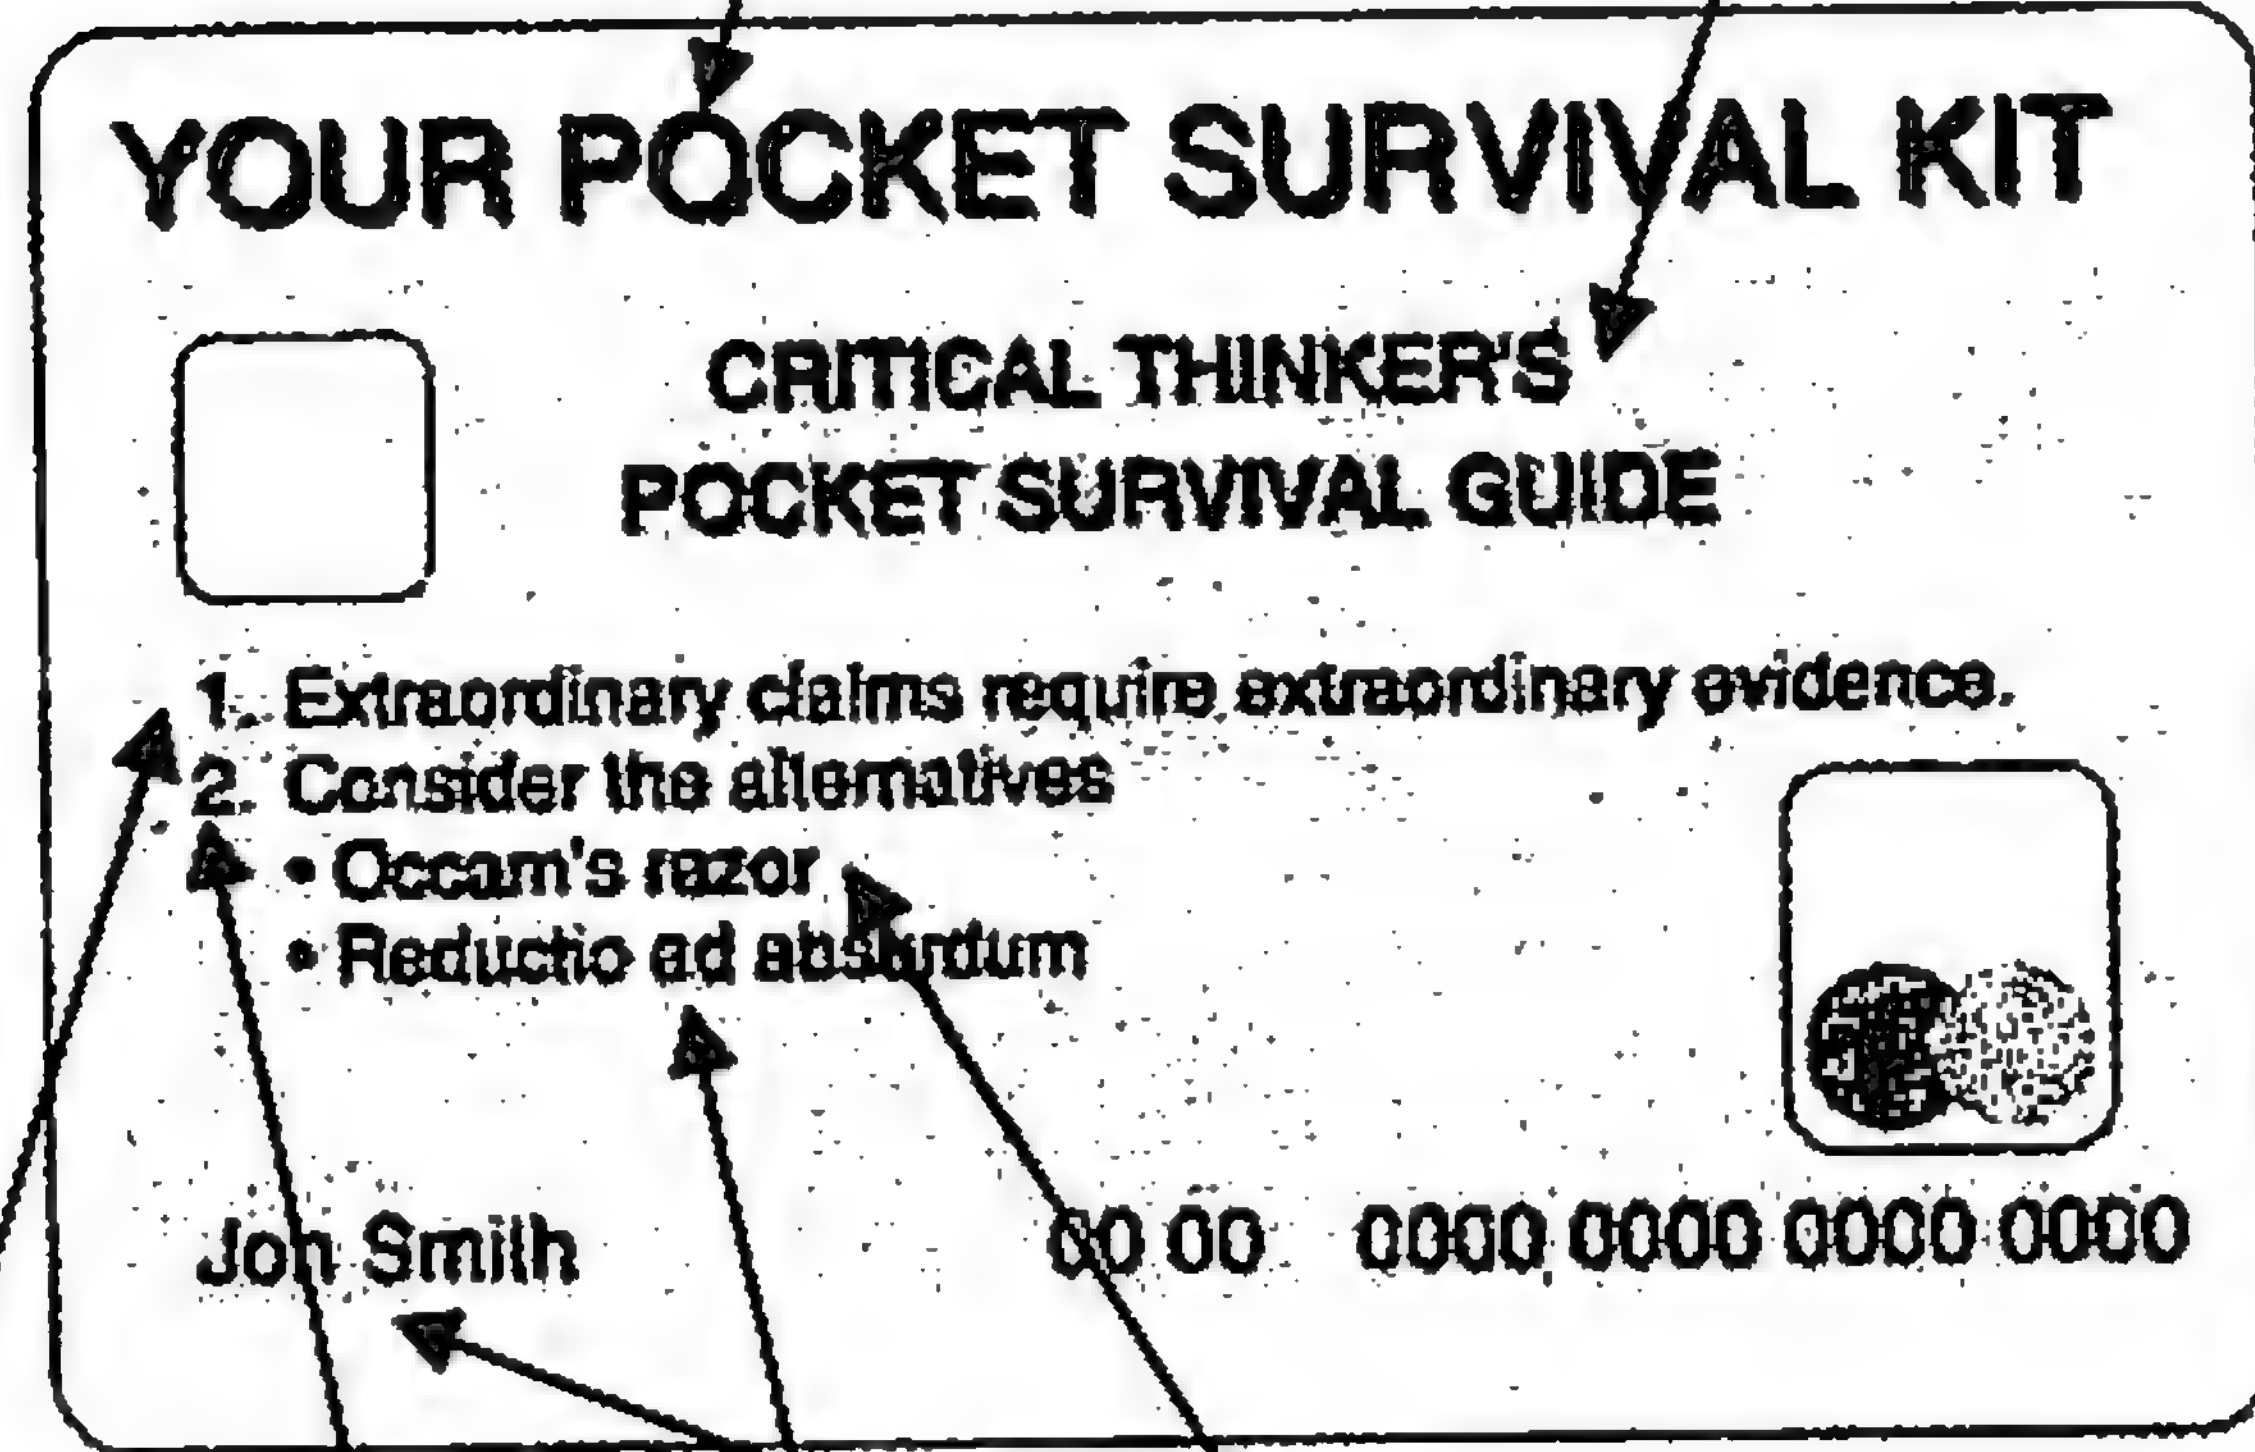 YOUR POCKET SURVIVAL KIT
CRITICAL THINKER'S
POCKET SURVIVAL GUIDE
1. Extraordinary claims require extraordinary evidence.
2. Consider the alternatives
• Occam's razor
• Reductio ad absurdum
Jon Smith 00 00 0000 0000 0000 0000